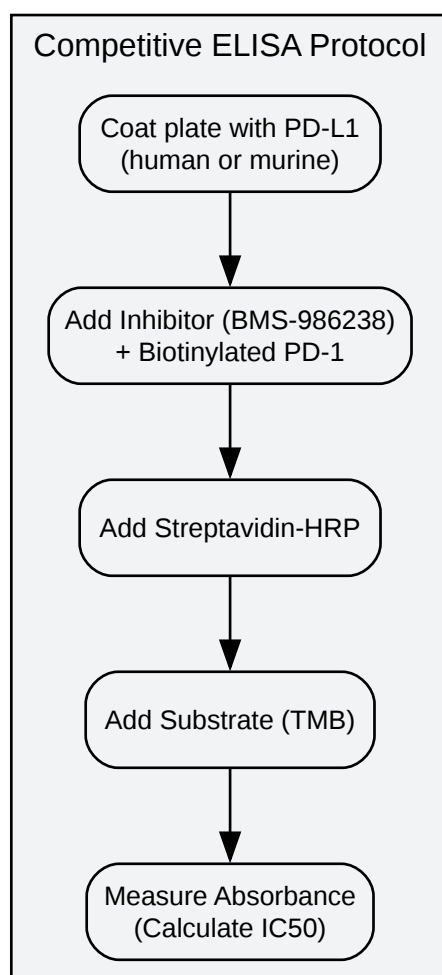 Competitive ELISA Protocol
Coat plate with PD-L1
(human or murine)
Add Inhibitor (BMS-986238)
+ Biotinylated PD-1
Add Streptavidin-HRP
Add Substrate (TMB)
Measure Absorbance
(Calculate IC50)